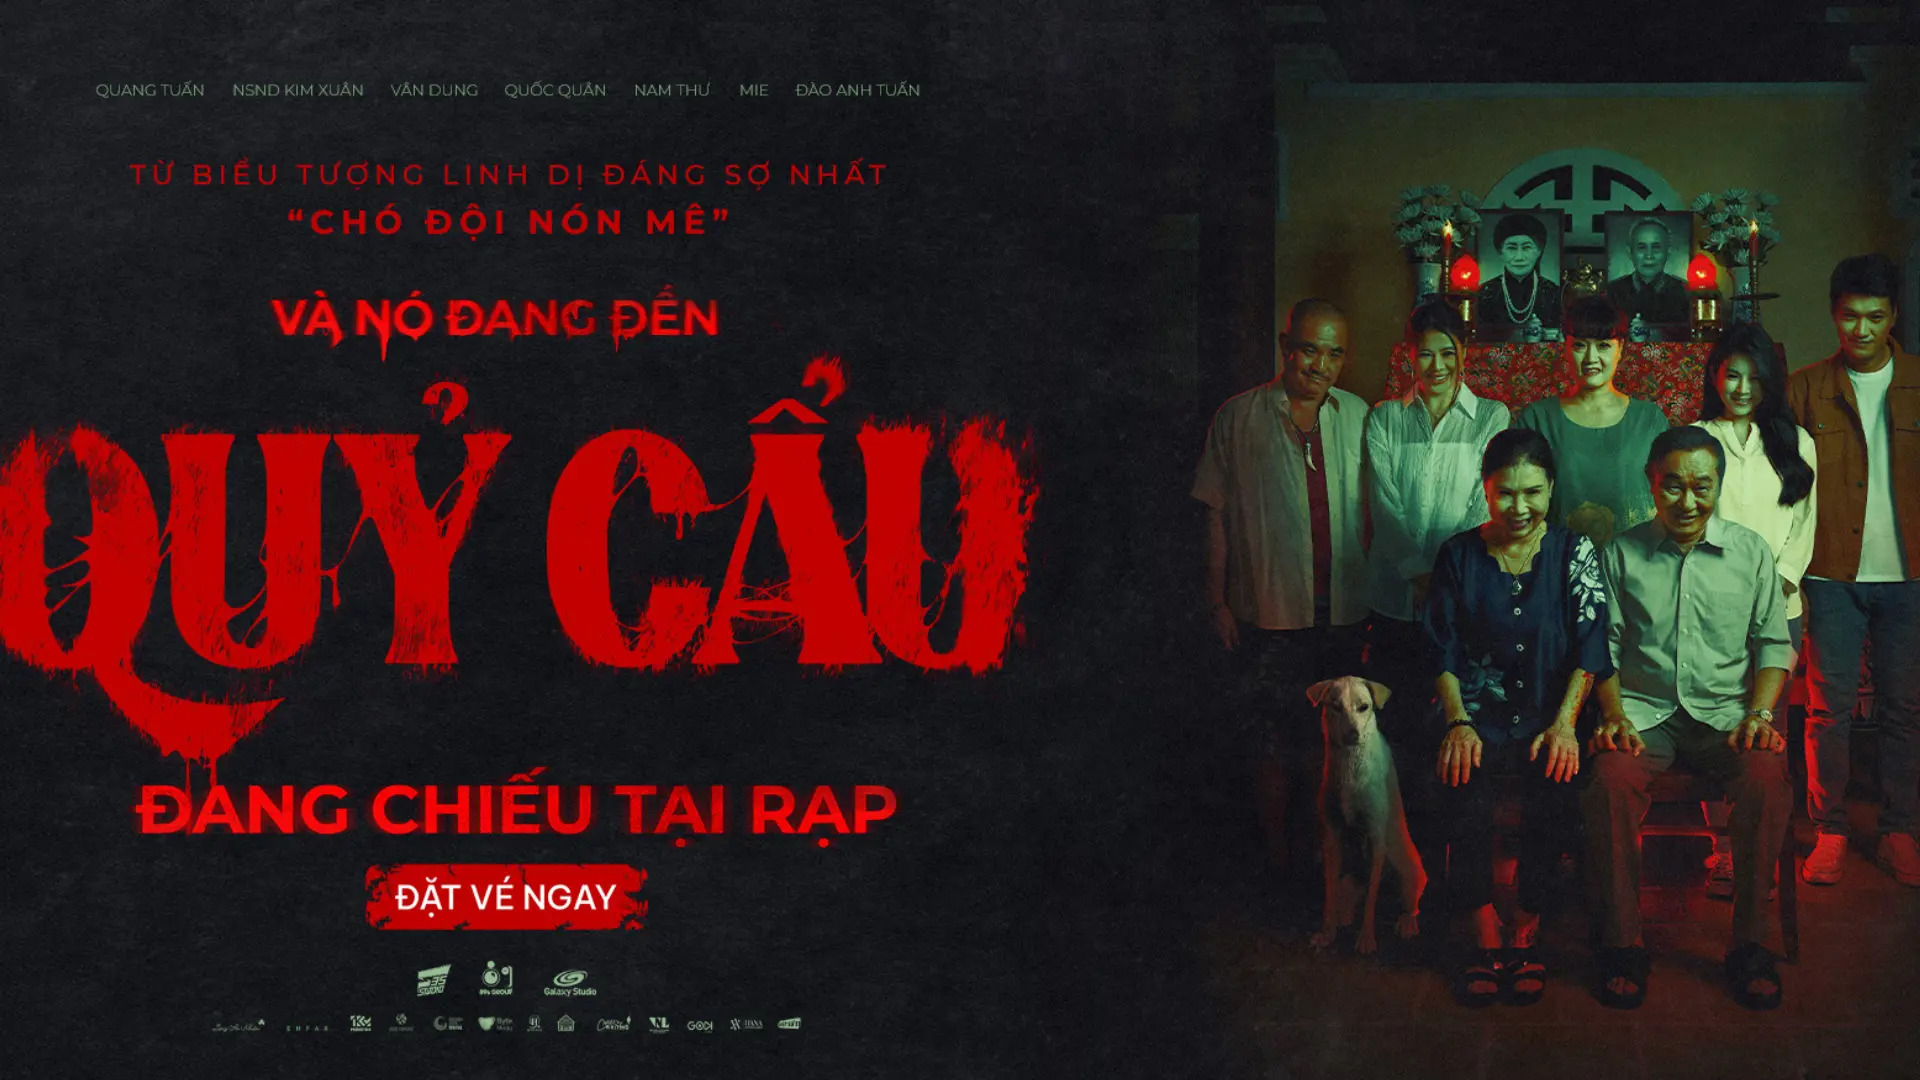 QUANG TUẤN NSND KIM XUÂN VÂN DUNG QUỐC QUÂN NAM THƯ MIE ĐÀO ANH TUẤN
TỪ BIỂU TƯỢNG LINH DỊ ĐÁNG SỢ NHẤT
“CHÓ ĐỘI NÓN MÊ”
VÀ NÓ ĐANG ĐẾN
QUỶ CẨU
ĐANG CHIẾU TẠI RẠP
ĐẶT VÉ NGAY
Galaxy Studio